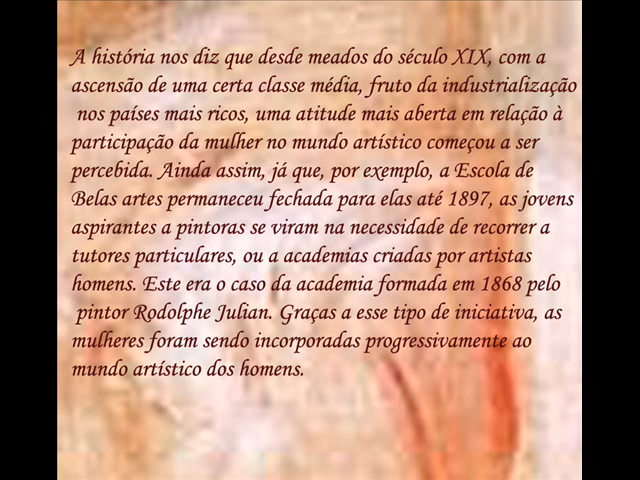 A história nos diz que desde meados do século XIX, com a
ascensão de uma certa classe média, fruto da industrialização
nos países mais ricos, uma atitude mais aberta em relação à
participação da mulher no mundo artístico começou a ser
percebida. Ainda assim, já que, por exemplo, a Escola de
Belas artes permaneceu fechada para elas até 1897, as jovens
aspirantes a pintoras se viram na necessidade de recorrer a
tutores particulares, ou a academias criadas por artistas
homens. Este era o caso da academia formada em 1868 pelo
pintor Rodolphe Julian. Graças a esse tipo de iniciativa, as
mulheres foram sendo incorporadas progressivamente ao
mundo artístico dos homens.